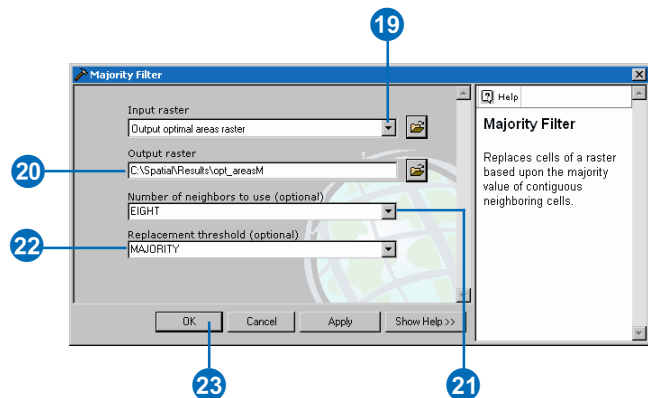 19
Majority Filter
Help
Input raster
Output optimal areas raster
Majority Filter
Output raster
20
C:\Spatial\Results\opt_areasM
Replaces cells of a raster
based upon the majority
value of contiguous
neighboring cells.
Number of neighbors to use (optional)
EIGHT
22
Replacement threshold (optional)
MAJORITY
OK
Cancel
Apply
Show Help >>
23
21